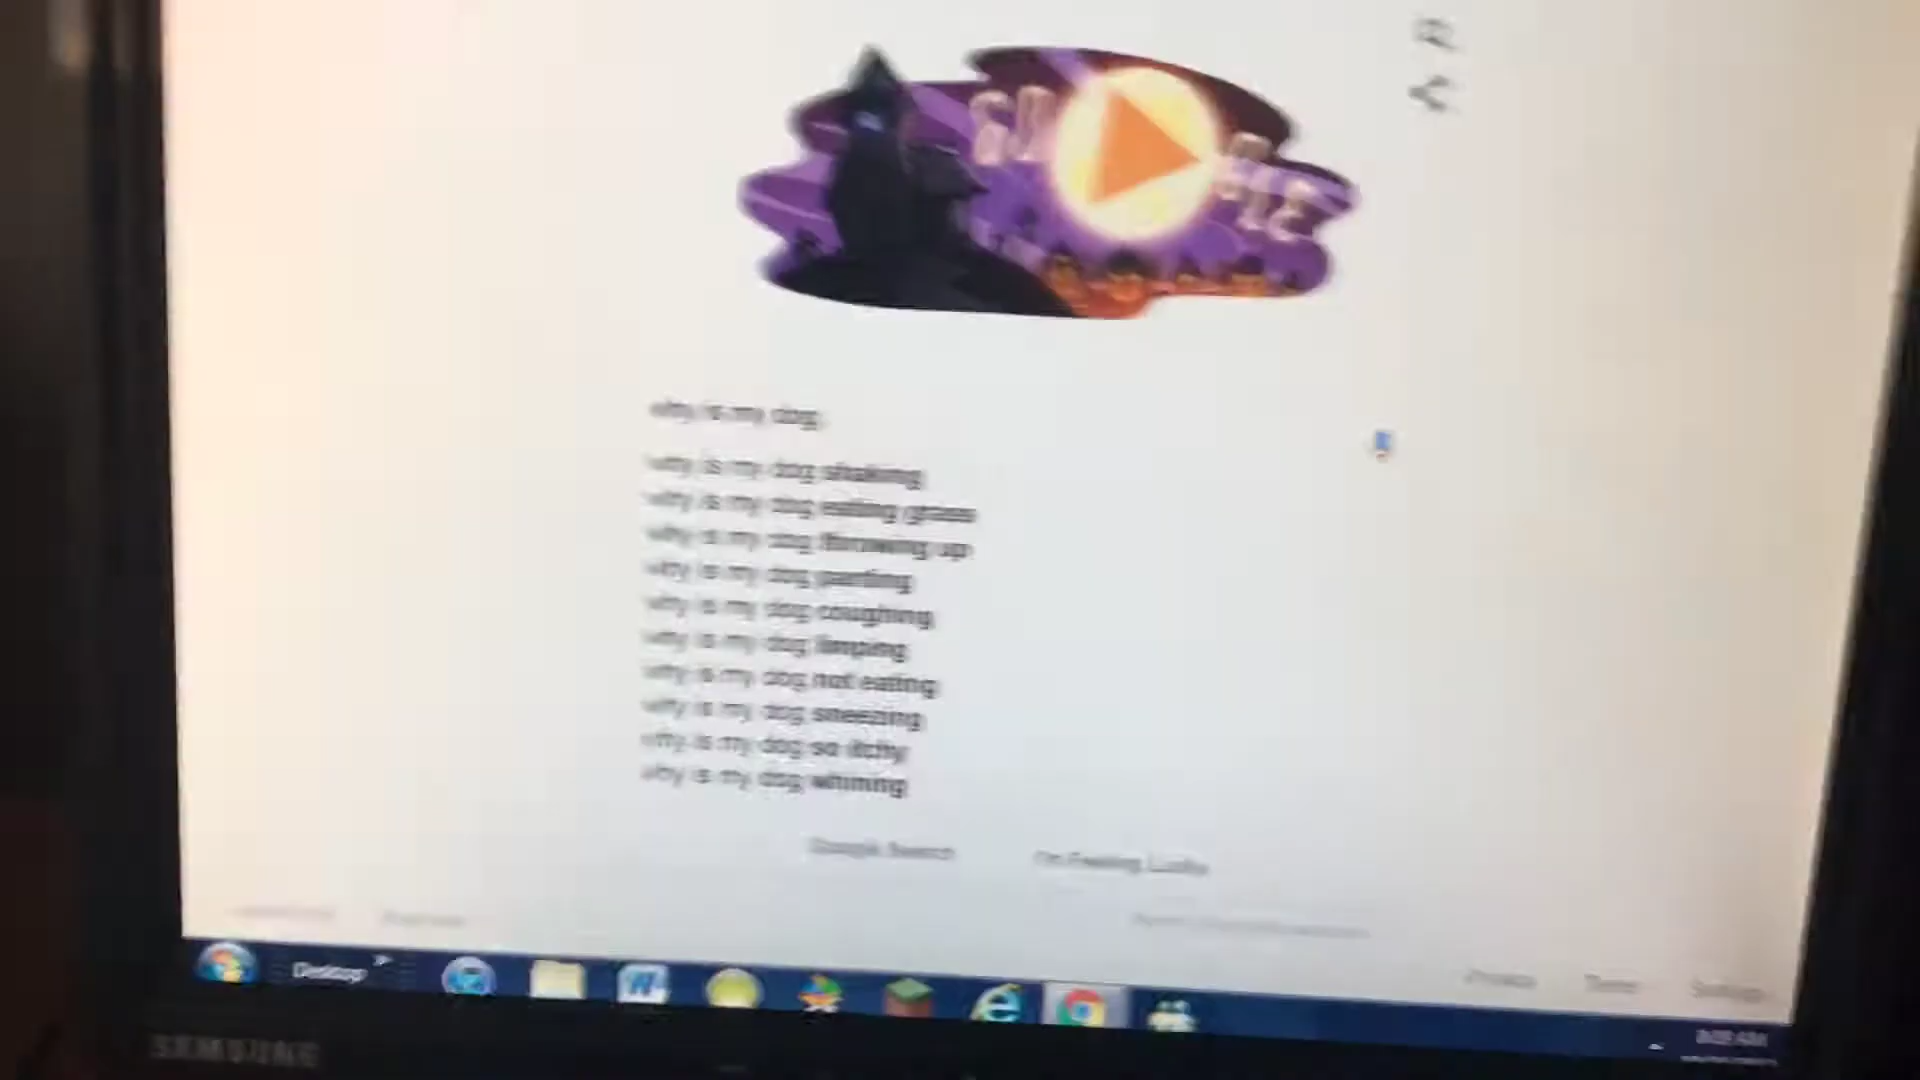 why is my dog
why is my dog shaking
why is my dog eating grass
why is my dog throwing up
why is my dog panting
why is my dog coughing
why is my dog limping
why is my dog not eating
why is my dog sneezing
why is my dog so itchy
why is my dog whining
Google Search I'm Feeling Lucky
Privacy Terms Settings
Desktop
SAMSUNG